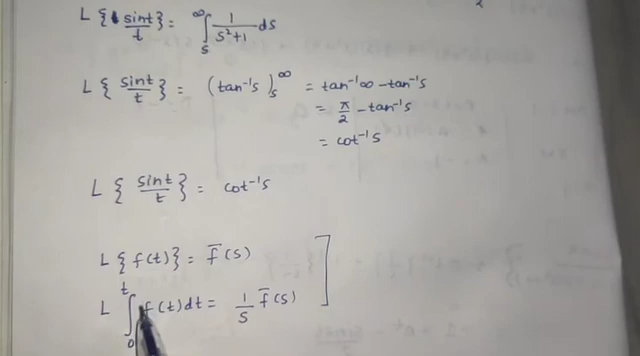 L { sint/t } = ∫_s^∞ 1/(s²+1) ds
L { sint/t } = (tan⁻¹s)_s^∞ = tan⁻¹∞ - tan⁻¹s
= π/2 - tan⁻¹s
= cot⁻¹s
L { sint/t } = cot⁻¹s
L { f(t) } = f̅(s)
L ∫_0^t f(t)dt = 1/s f̅(s)